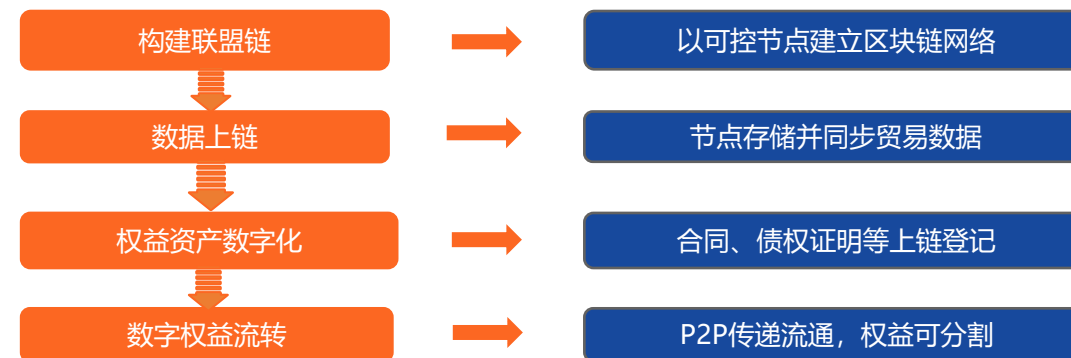 构建联盟链
以可控节点建立区块链网络
数据上链
节点存储并同步贸易数据
权益资产数字化
合同、债权证明等上链登记
数字权益流转
P2P传递流通，权益可分割